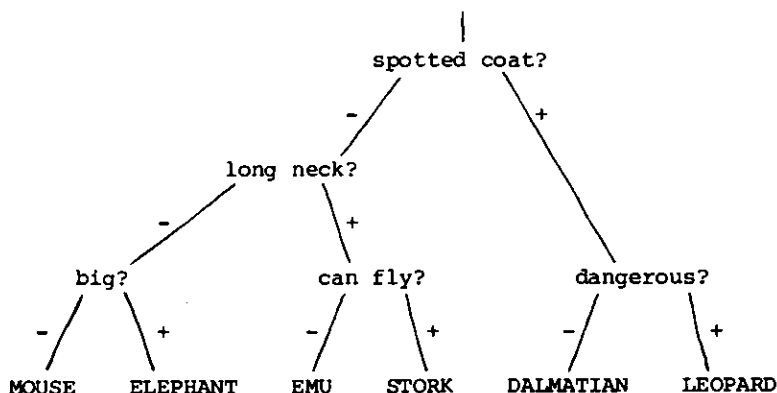 spotted coat?
- +
long neck?
- +
big? can fly? dangerous?
- + - + - +
MOUSE ELEPHANT EMU STORK DALMATIAN LEOPARD